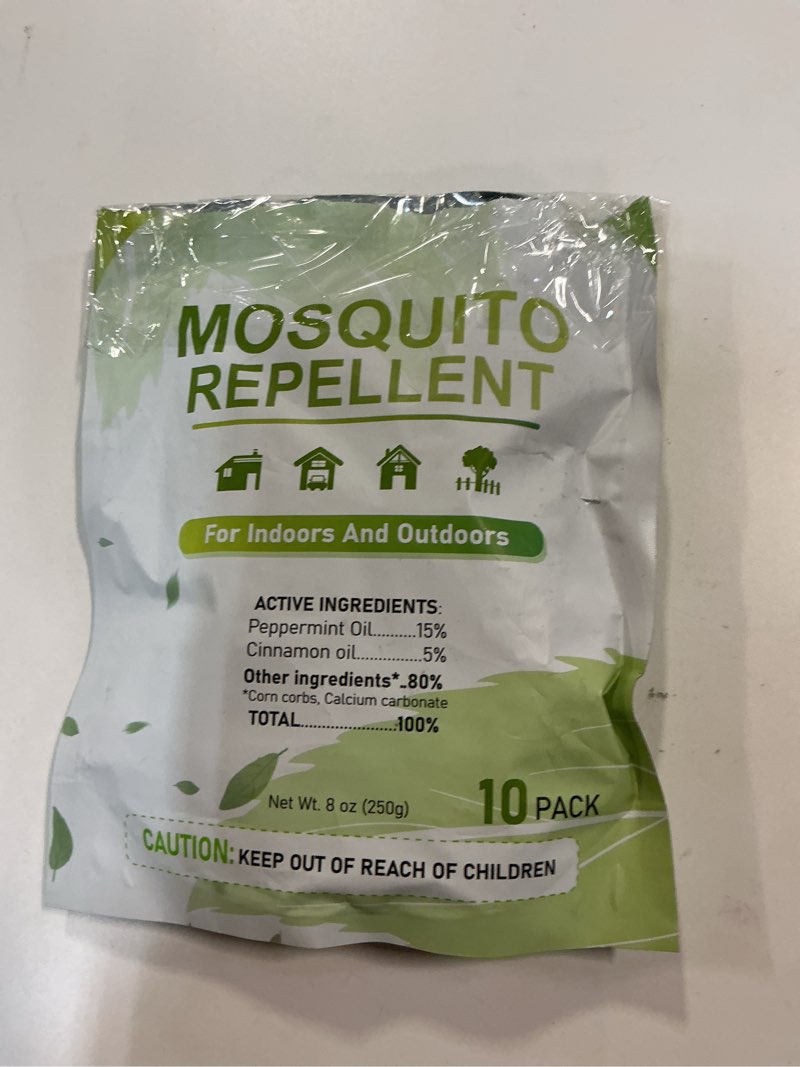 MOSQUITO
REPELLENT
For Indoors And Outdoors
ACTIVE INGREDIENTS:
Peppermint Oil..........15%
Cinnamon oil...............5%
Other ingredients*..80%
*Corn corbs, Calcium carbonate
TOTAL......................100%
Net Wt. 8 oz (250g)
10 PACK
CAUTION: KEEP OUT OF REACH OF CHILDREN